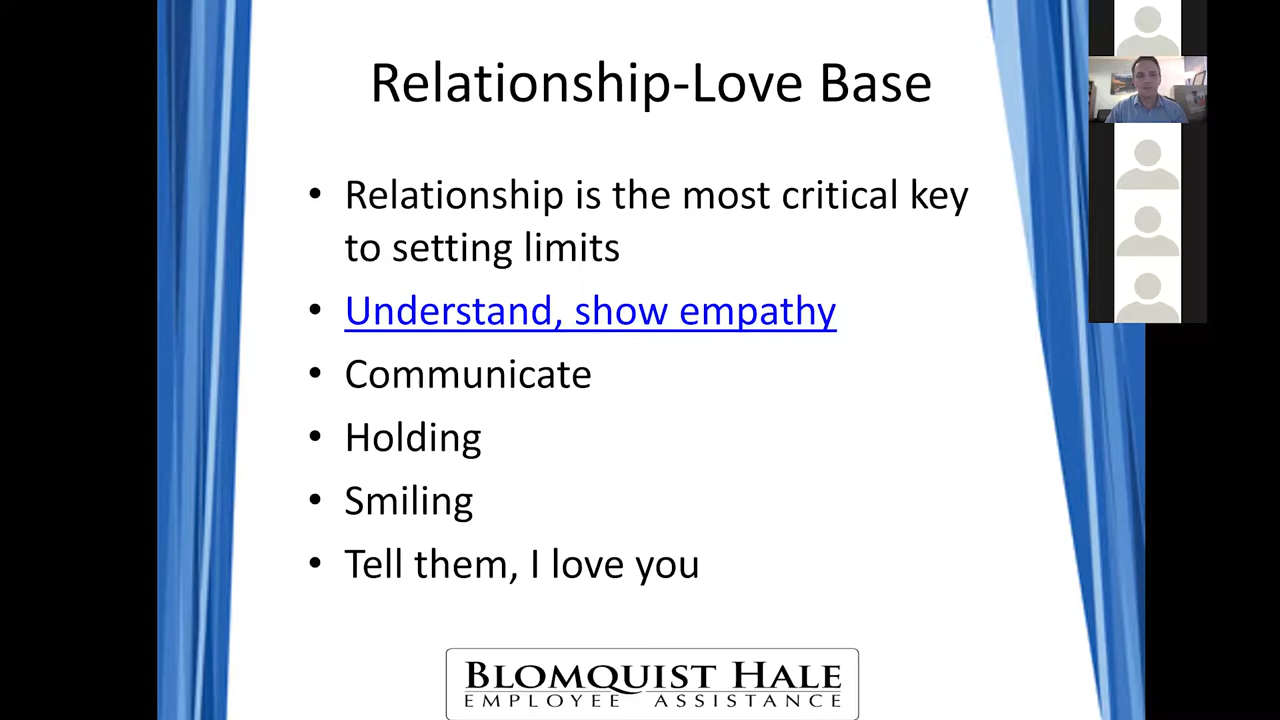 Relationship-Love Base
• Relationship is the most critical key
to setting limits
• Understand, show empathy
• Communicate
• Holding
• Smiling
• Tell them, I love you
BLOMQUIST HALE
EMPLOYEE ASSISTANCE